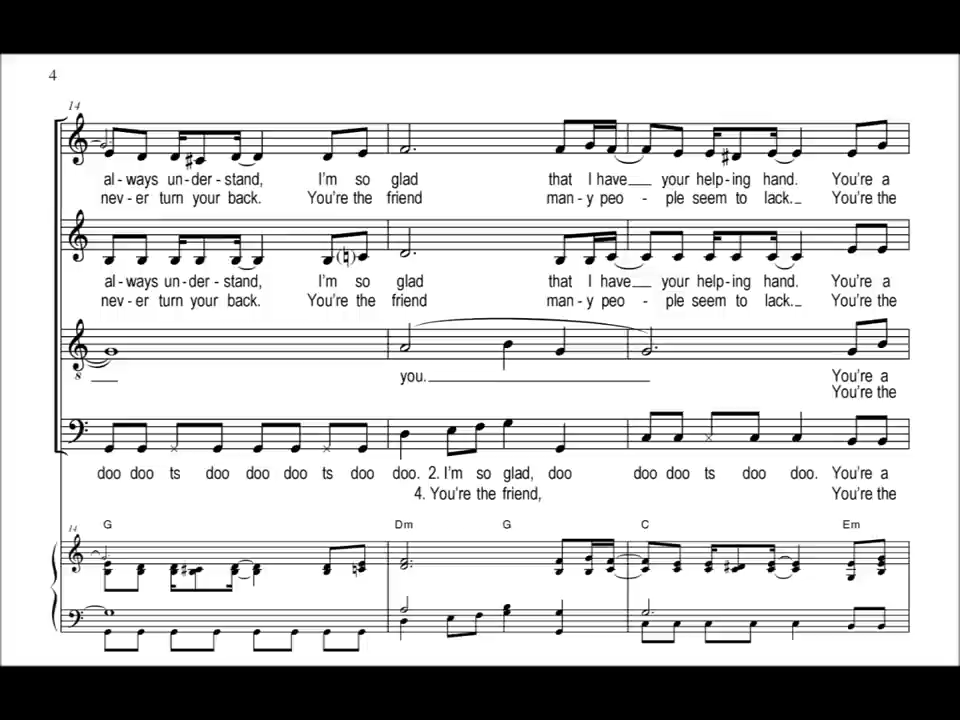 4
14
al - ways un - der - stand, I'm so glad that I have__ your help - ing hand. You're a
nev - er turn your back. You're the friend man - y peo - ple seem to lack._ You're the
al - ways un - der - stand, I'm so glad that I have__ your help - ing hand. You're a
nev - er turn your back. You're the friend man - y peo - ple seem to lack._ You're the
8
you.__ You're a
You're the
doo doo ts doo doo doo ts doo doo. 2. I'm so glad, doo doo doo ts doo doo. You're a
4. You're the friend, You're the
14 G Dm G C Em